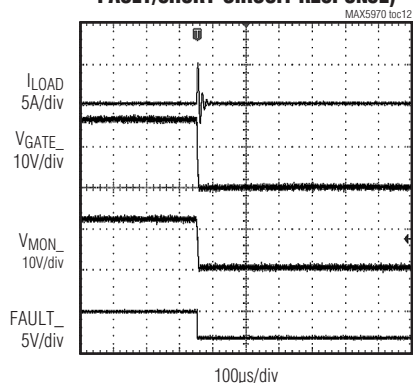 FAULT/SHORT-CIRCUIT RESPONSE)
MAX5970 toc12
ILOAD
5A/div
VGATE_
10V/div
VMON_
10V/div
FAULT_
5V/div
100µs/div